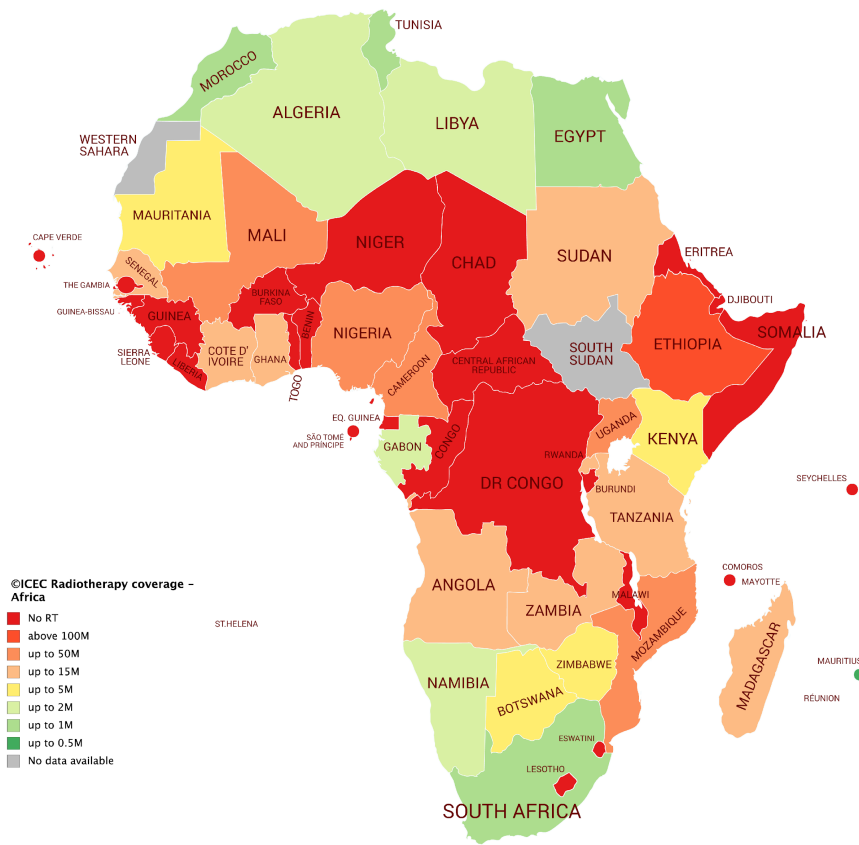 TUNISIA
MOROCCO
ALGERIA
LIBYA
EGYPT
WESTERN
SAHARA
MAURITANIA
MALI
NIGER
CHAD
SUDAN
ERITREA
CAPE VERDE
SENEGAL
THE GAMBIA
GUINEA-BISSAU
GUINEA
BURKINA
FASO
BENIN
NIGERIA
DJIBOUTI
SOMALIA
SIERRA
LEONE
LIBERIA
COTE D'
IVOIRE
GHANA
TOGO
CAMEROON
CENTRAL AFRICAN
REPUBLIC
SOUTH
SUDAN
ETHIOPIA
EQ. GUINEA
SÃO TOMÉ
AND PRÍNCIPE
GABON
CONGO
DR CONGO
UGANDA
KENYA
RWANDA
BURUNDI
TANZANIA
SEYCHELLES
ANGOLA
ZAMBIA
MALAWI
MOZAMBIQUE
COMOROS
MAYOTTE
MADAGASCAR
MAURITIUS
RÉUNION
ST.HELENA
NAMIBIA
BOTSWANA
ZIMBABWE
ESWATINI
LESOTHO
SOUTH AFRICA
©ICEC Radiotherapy coverage –
Africa
No RT
above 100M
up to 50M
up to 15M
up to 5M
up to 2M
up to 1M
up to 0.5M
No data available